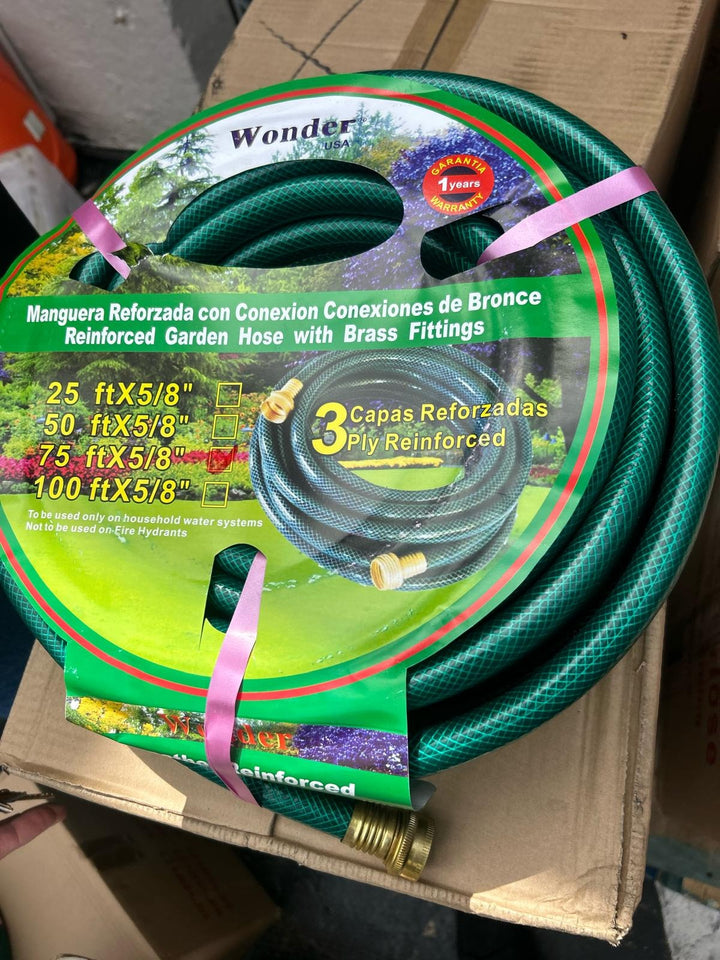 Wonder
USA
GARANTIA
1 years
WARRANTY
Manguera Reforzada con Conexion Conexiones de Bronce
Reinforced Garden Hose with Brass Fittings
25 ftX5/8"
50 ftX5/8"
75 ftX5/8"
100 ftX5/8"
3 Capas Reforzadas
Ply Reinforced
To be used only on household water systems
Not to be used on Fire Hydrants
Wonder
Reinforced